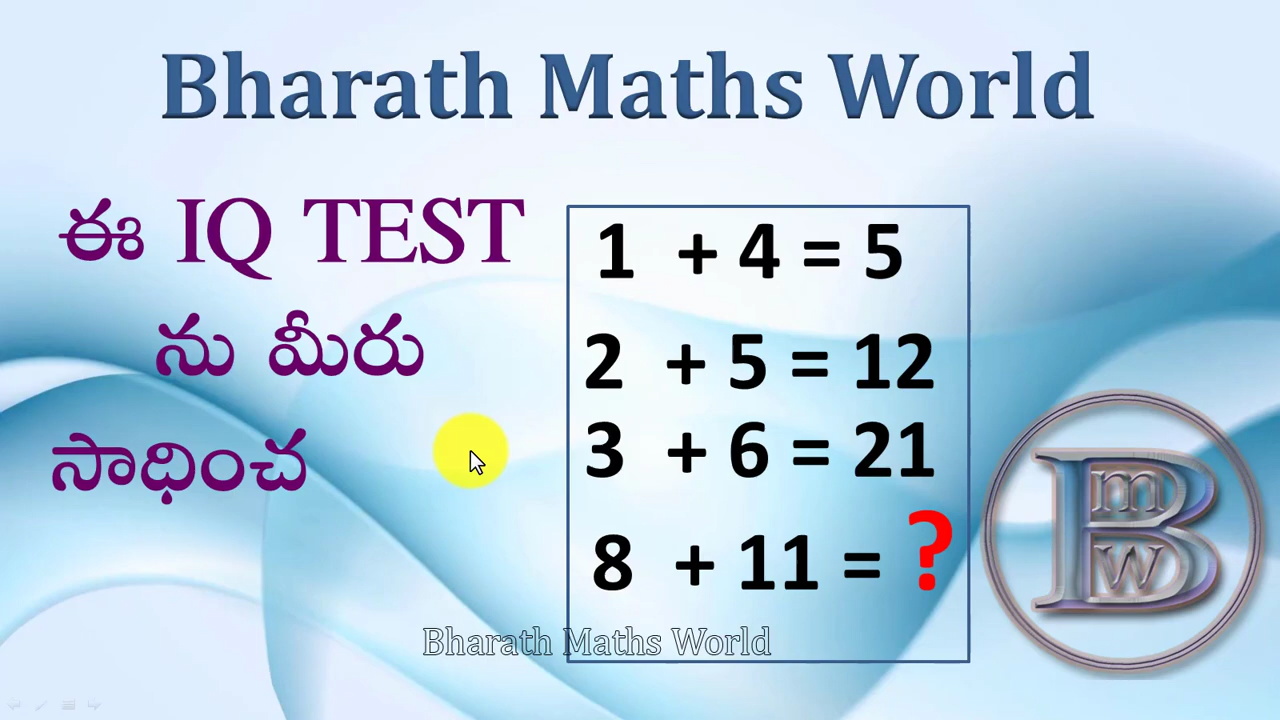 Bharath Maths World
ఈ IQ TEST
ను మీరు
సాధించ
1 + 4 = 5
2 + 5 = 12
3 + 6 = 21
8 + 11 = ?
Bharath Maths World
B m w